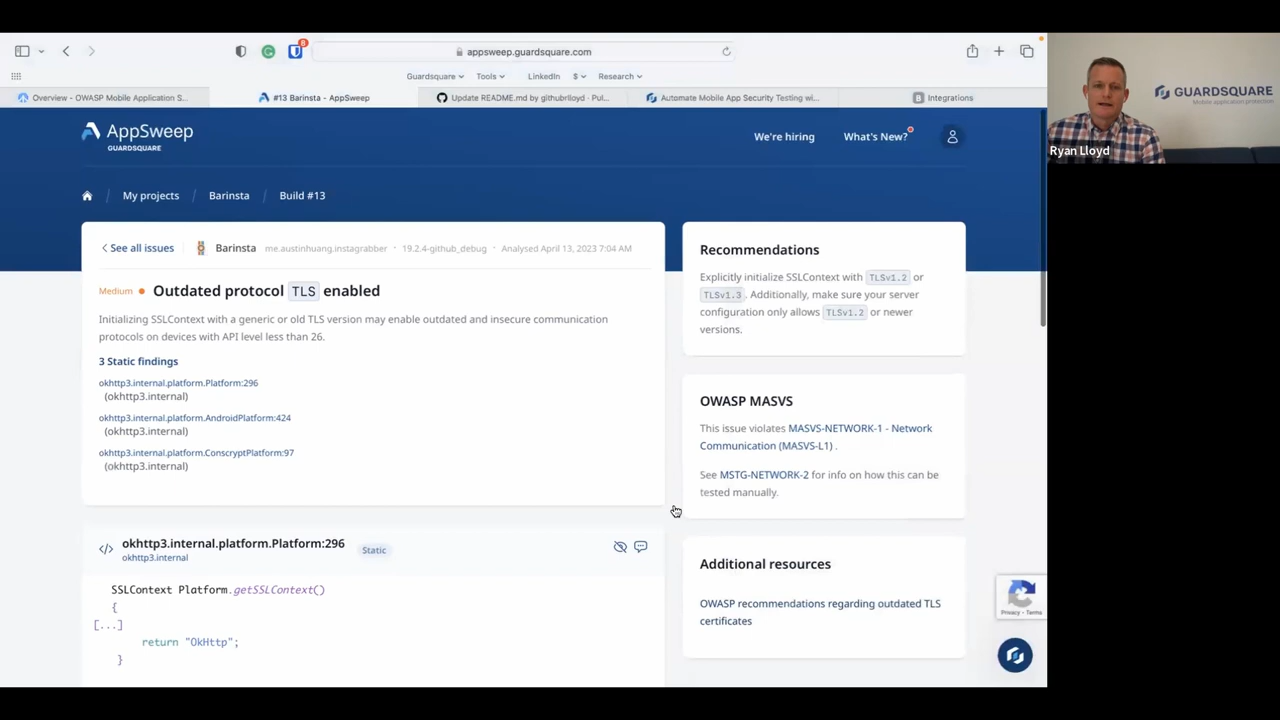 appsweep.guardsquare.com
8
Guardsquare Tools LinkedIn $ Research
Overview - OWASP Mobile Application S...
#13 Barinsta - AppSweep
Update README.md by githubrlloyd · Pul...
Automate Mobile App Security Testing wi...
Integrations
AppSweep
GUARDSQUARE
We're hiring
What's New?
/ My projects / Barinsta / Build #13
See all issues
Barinsta me.austinhuang.instagrabber · 19.2.4-github_debug · Analysed April 13, 2023 7:04 AM
Medium Outdated protocol TLS enabled
Initializing SSLContext with a generic or old TLS version may enable outdated and insecure communication
protocols on devices with API level less than 26.
3 Static findings
okhttp3.internal.platform.Platform:296
(okhttp3.internal)
okhttp3.internal.platform.AndroidPlatform:424
(okhttp3.internal)
okhttp3.internal.platform.ConscryptPlatform:97
(okhttp3.internal)
</> okhttp3.internal.platform.Platform:296
okhttp3.internal
Static
SSLContext Platform.getSSLContext()
{
[...]
return "OkHttp";
}
Recommendations
Explicitly initialize SSLContext with TLSv1.2 or
TLSv1.3. Additionally, make sure your server
configuration only allows TLSv1.2 or newer
versions.
OWASP MASVS
This issue violates MASVS-NETWORK-1 - Network
Communication (MASVS-L1) .
See MSTG-NETWORK-2 for info on how this can be
tested manually.
Additional resources
OWASP recommendations regarding outdated TLS
certificates
Privacy - Terms
GUARDSQUARE
Mobile application protection
Ryan Lloyd